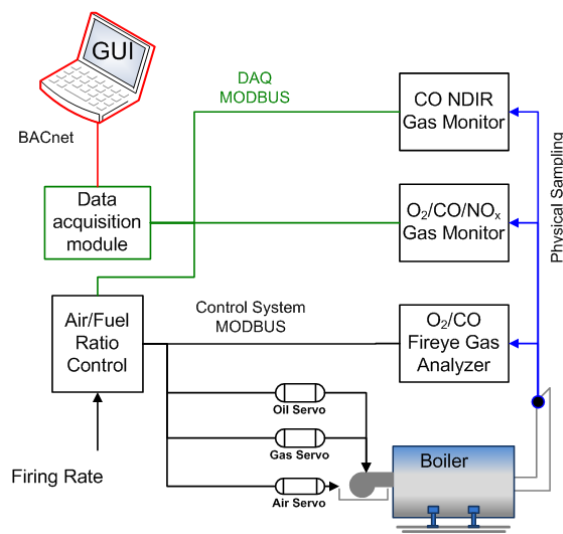 GUI
BACnet
DAQ
MODBUS
CO NDIR
Gas Monitor
Data
acquisition
module
O₂/CO/NOₓ
Gas Monitor
Physical Sampling
Air/Fuel
Ratio
Control
Control System
MODBUS
O₂/CO
Fireye Gas
Analyzer
Oil Servo
Gas Servo
Air Servo
Firing Rate
Boiler